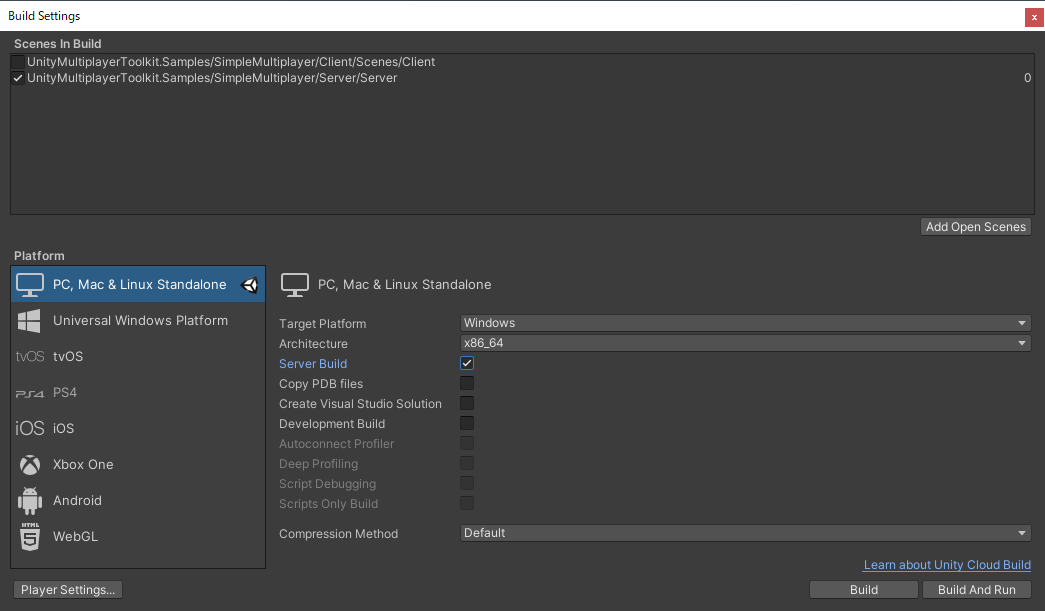 Build Settings
x
Scenes In Build
UnityMultiplayerToolkit.Samples/SimpleMultiplayer/Client/Scenes/Client
UnityMultiplayerToolkit.Samples/SimpleMultiplayer/Server/Server 0
Add Open Scenes
Platform
PC, Mac & Linux Standalone
Universal Windows Platform
tvOS tvOS
PS4 PS4
iOS iOS
Xbox One
Android
HTML 5 WebGL
PC, Mac & Linux Standalone
Target Platform Windows
Architecture x86_64
Server Build
Copy PDB files
Create Visual Studio Solution
Development Build
Autoconnect Profiler
Deep Profiling
Script Debugging
Scripts Only Build
Compression Method Default
Learn about Unity Cloud Build
Player Settings... Build Build And Run